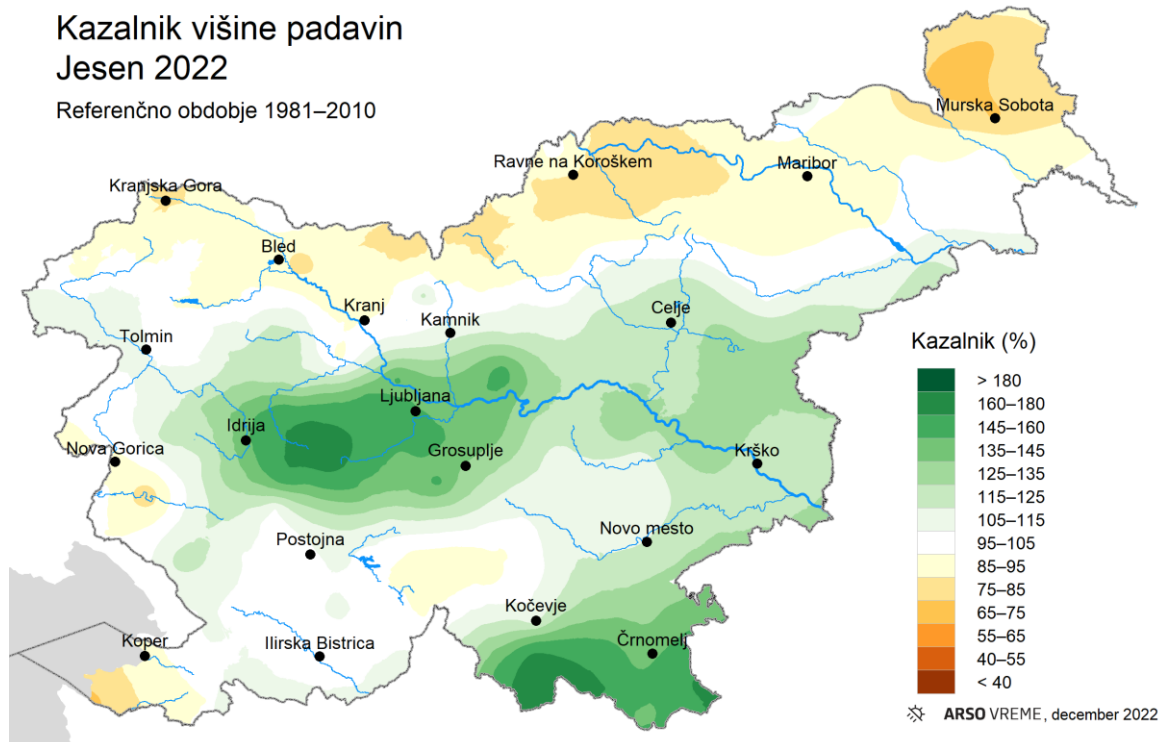 Kazalnik višine padavin
Jesen 2022
Referenčno obdobje 1981–2010
Murska Sobota
Ravne na Koroškem
Maribor
Kranjska Gora
Bled
Kranj
Kamnik
Celje
Tolmin
Kazalnik (%)
> 180
160–180
145–160
135–145
125–135
115–125
105–115
95–105
85–95
75–85
65–75
55–65
40–55
< 40
Ljubljana
Idrija
Nova Gorica
Grosuplje
Krško
Novo mesto
Postojna
Kočevje
Koper
Ilirska Bistrica
Črnomelj
ARSO VREME, december 2022